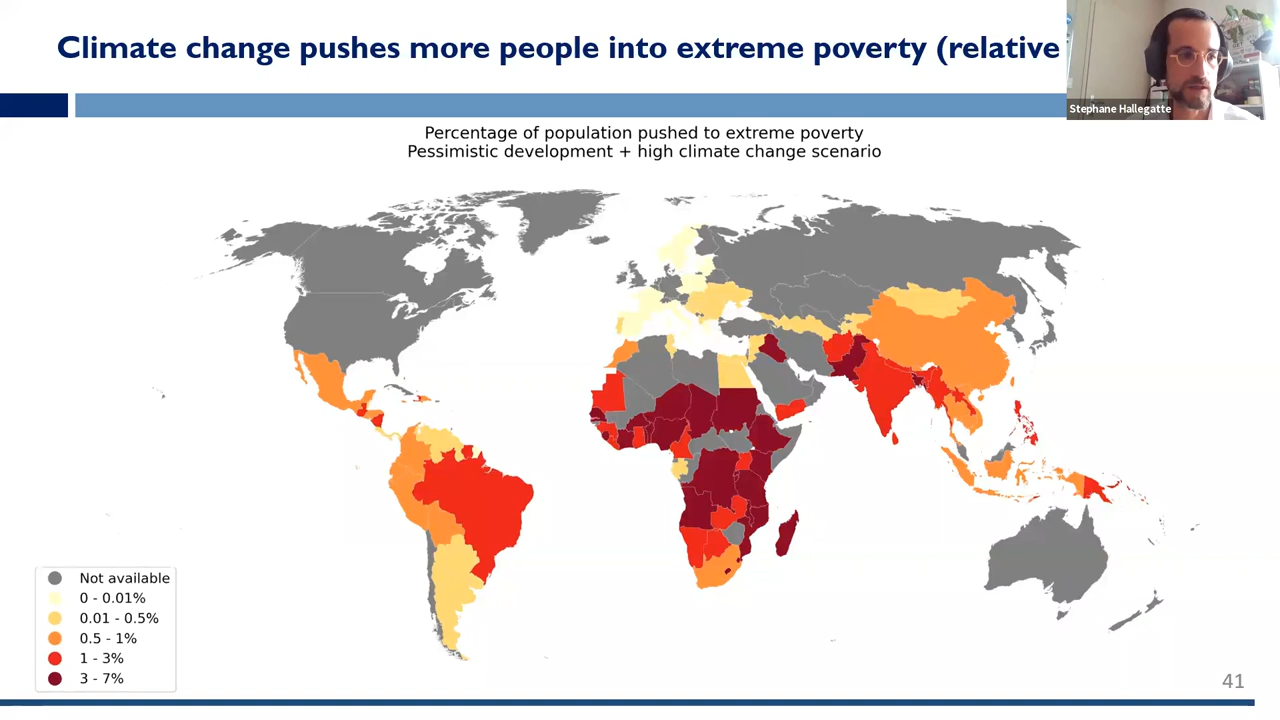 Climate change pushes more people into extreme poverty (relative
Stephane Hallegatte
Percentage of population pushed to extreme poverty
Pessimistic development + high climate change scenario
Not available
0 - 0.01%
0.01 - 0.5%
0.5 - 1%
1 - 3%
3 - 7%
41